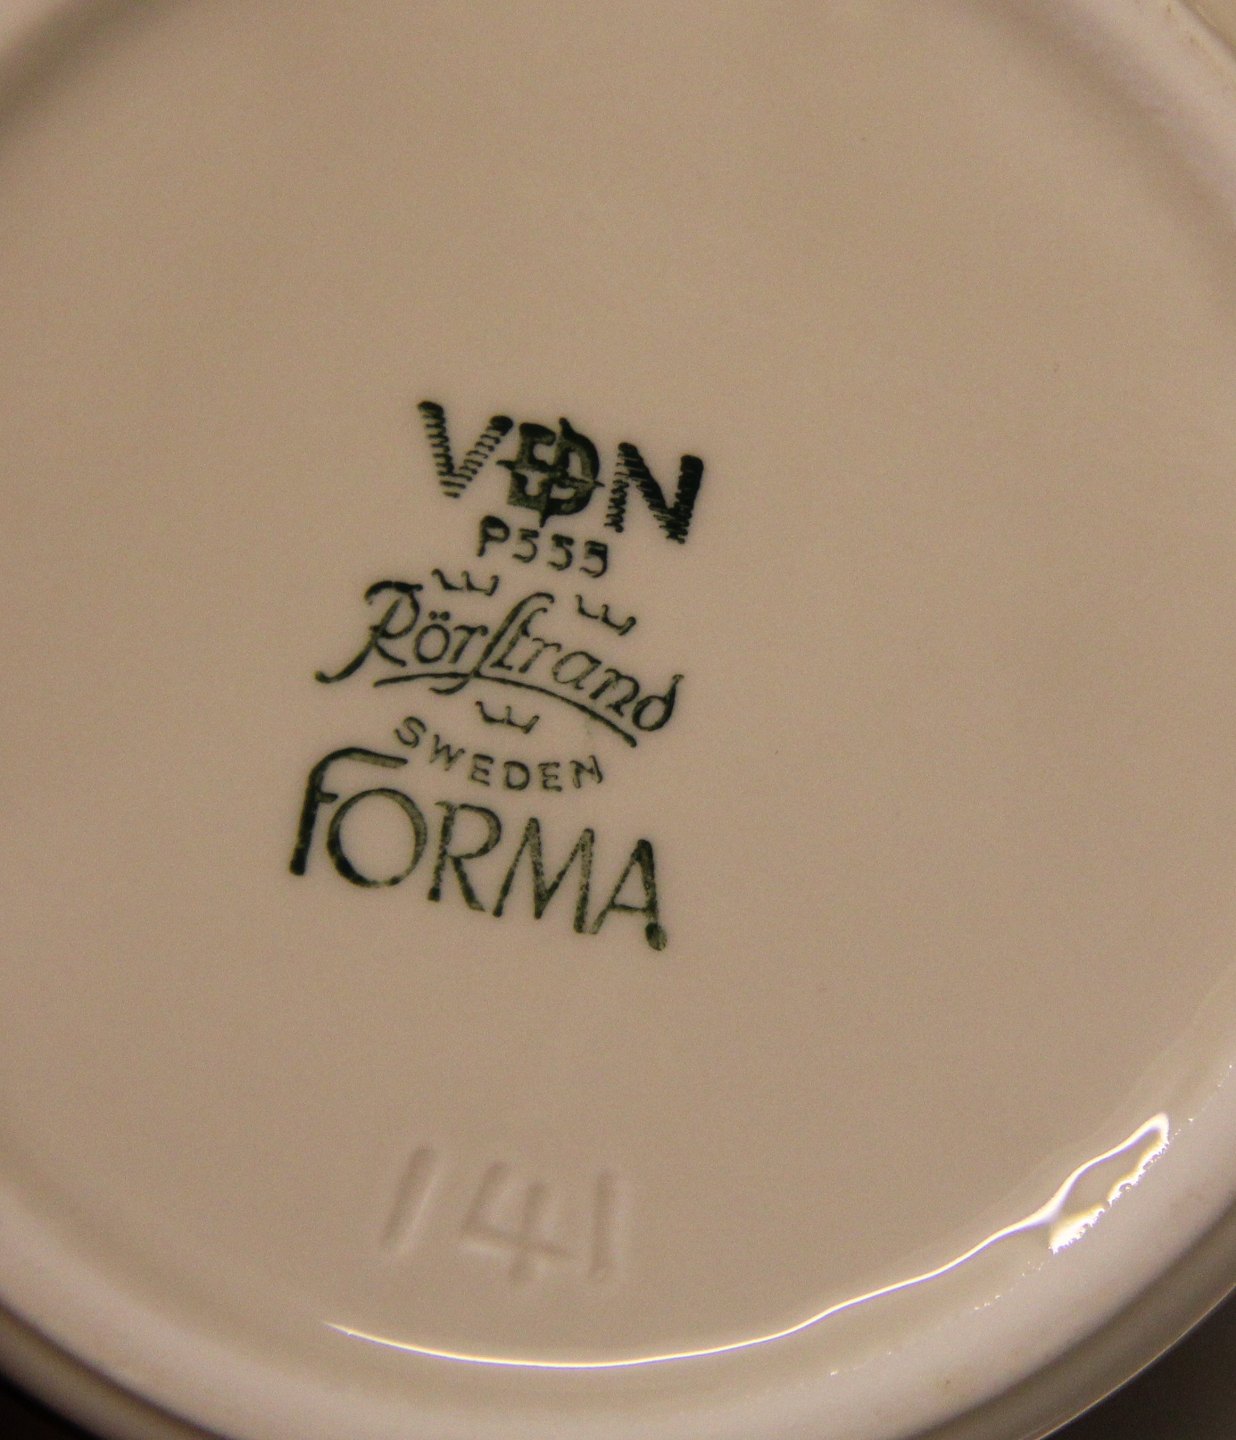 VDN
P555
Rörstrand
SWEDEN
FORMA
141